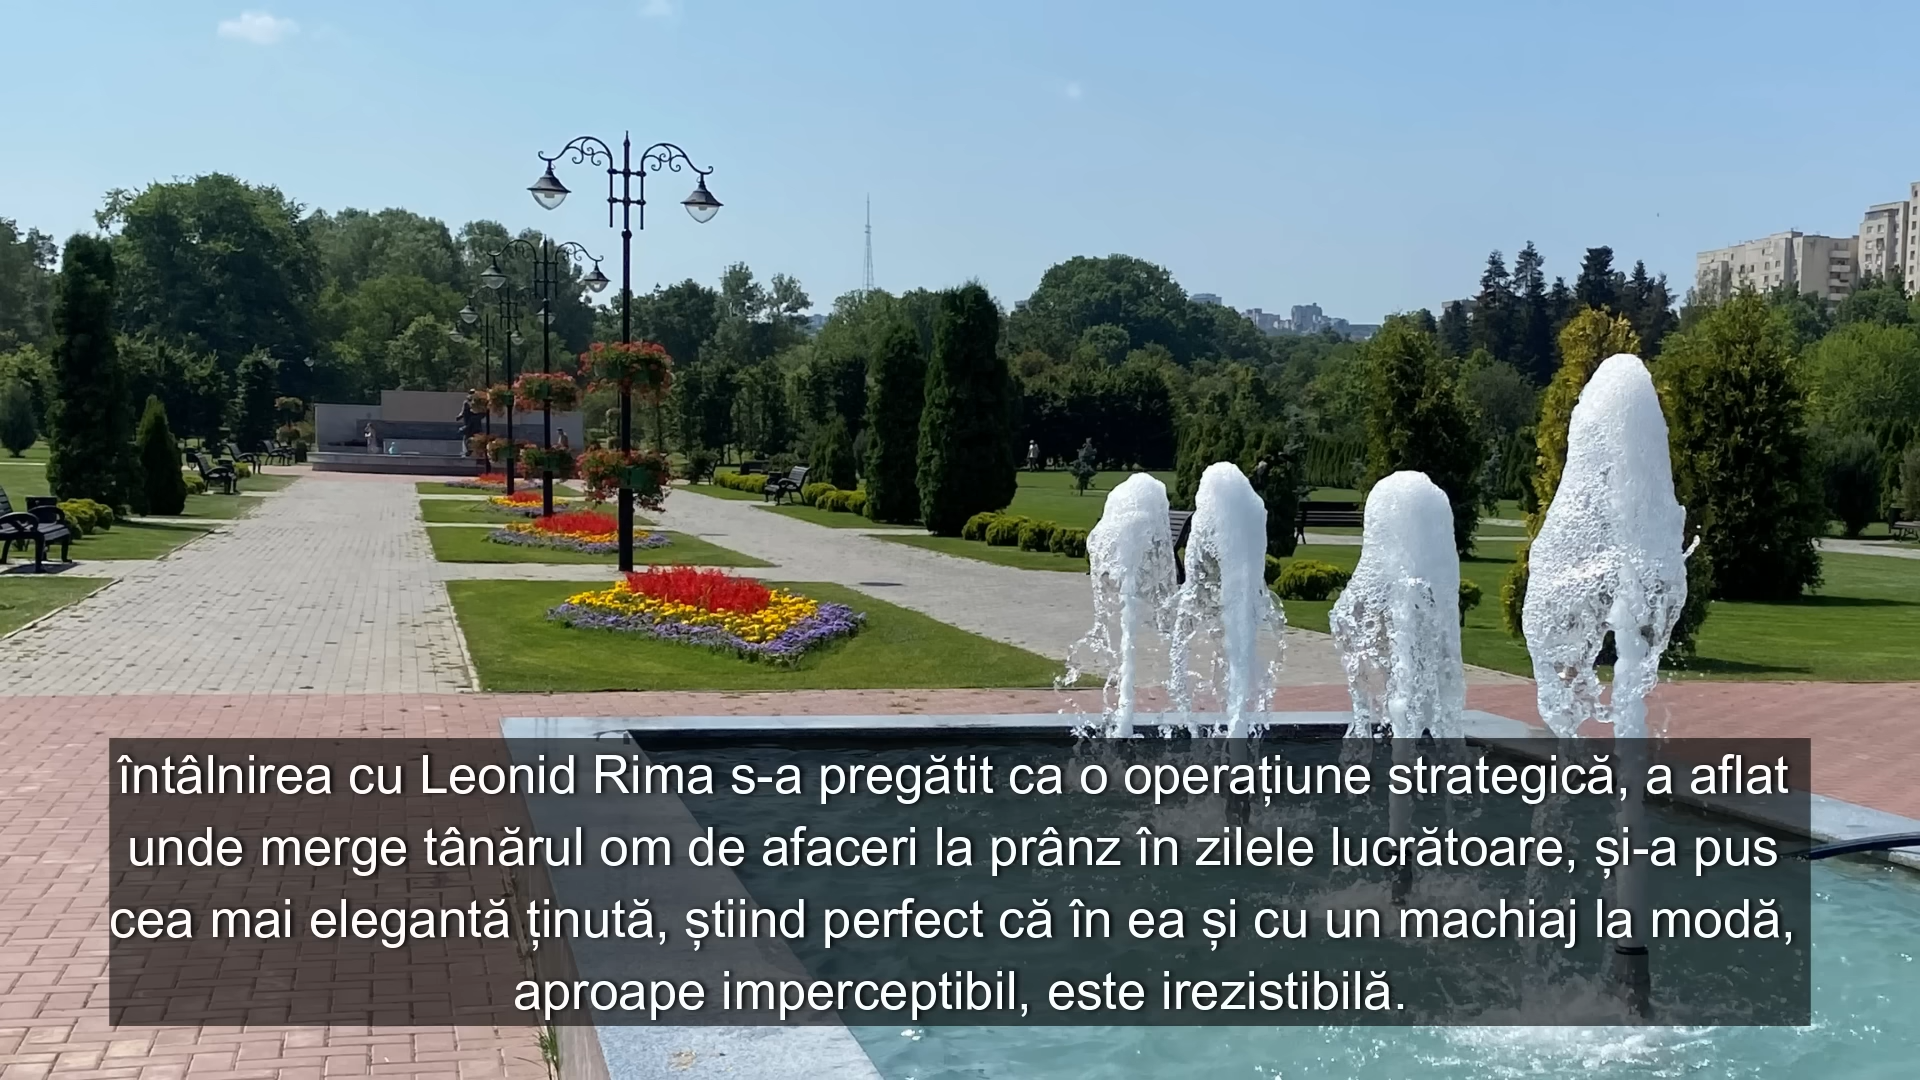 întâlnirea cu Leonid Rima s-a pregătit ca o operațiune strategică, a aflat
unde merge tânărul om de afaceri la prânz în zilele lucrătoare, și-a pus
cea mai elegantă ținută, știind perfect că în ea și cu un machiaj la modă,
aproape imperceptibil, este irezistibilă.